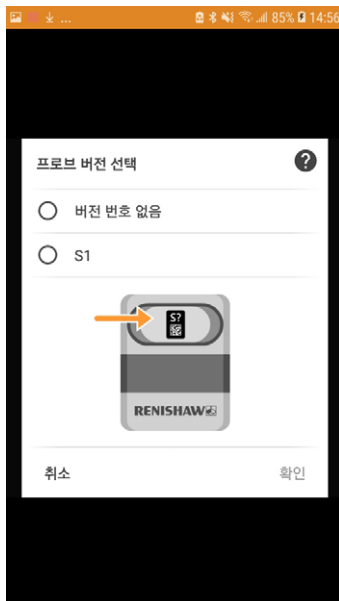 ... 85% 14:56
프로브 버전 선택 ?
버전 번호 없음
S1
S?
RENISHAW
취소 확인